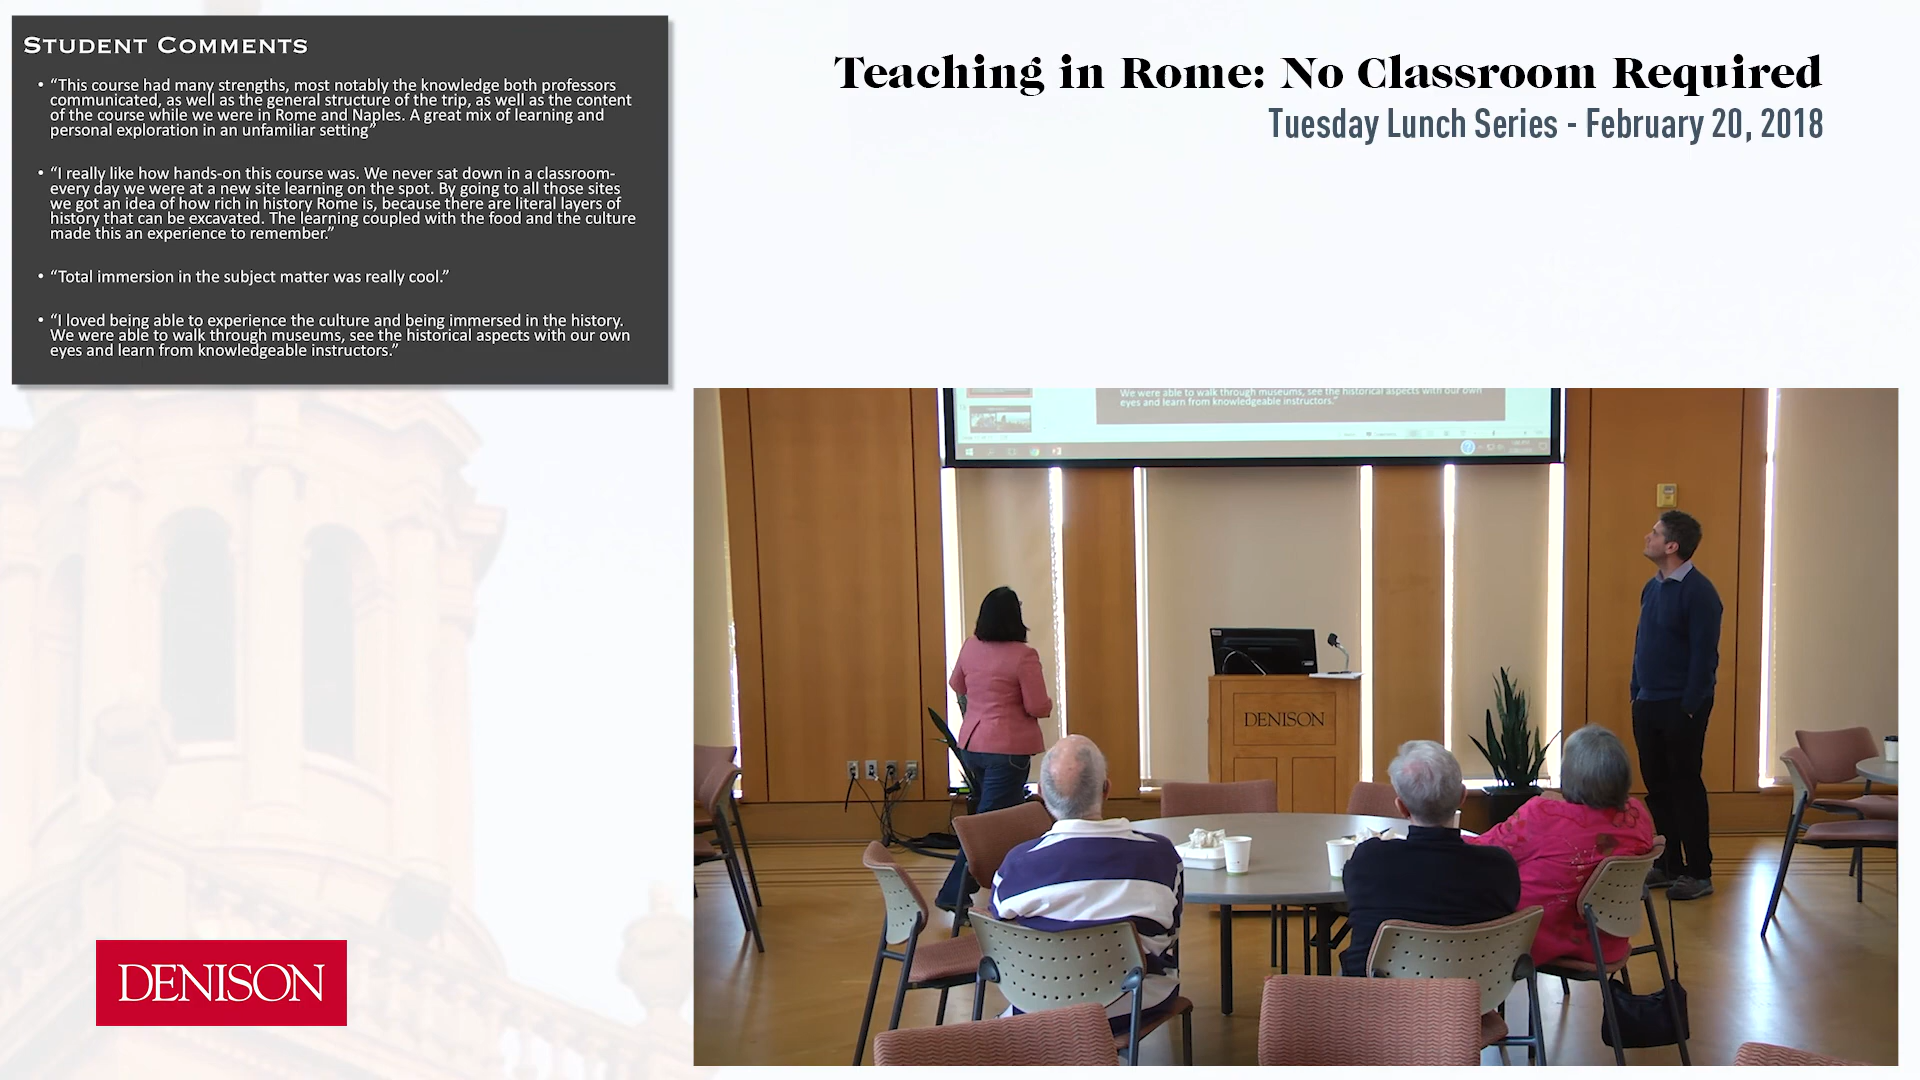 STUDENT COMMENTS
• “This course had many strengths, most notably the knowledge both professors
communicated, as well as the general structure of the trip, as well as the content
of the course while we were in Rome and Naples. A great mix of learning and
personal exploration in an unfamiliar setting”
• “I really like how hands-on this course was. We never sat down in a classroom-
every day we were at a new site learning on the spot. By going to all those sites
we got an idea of how rich in history Rome is, because there are literal layers of
history that can be excavated. The learning coupled with the food and the culture
made this an experience to remember.”
• “Total immersion in the subject matter was really cool.”
• “I loved being able to experience the culture and being immersed in the history.
We were able to walk through museums, see the historical aspects with our own
eyes and learn from knowledgeable instructors.”
Teaching in Rome: No Classroom Required
Tuesday Lunch Series - February 20, 2018
We were able to walk through museums, see the historical aspects with our own
eyes and learn from knowledgeable instructors.”
DENISON
DENISON